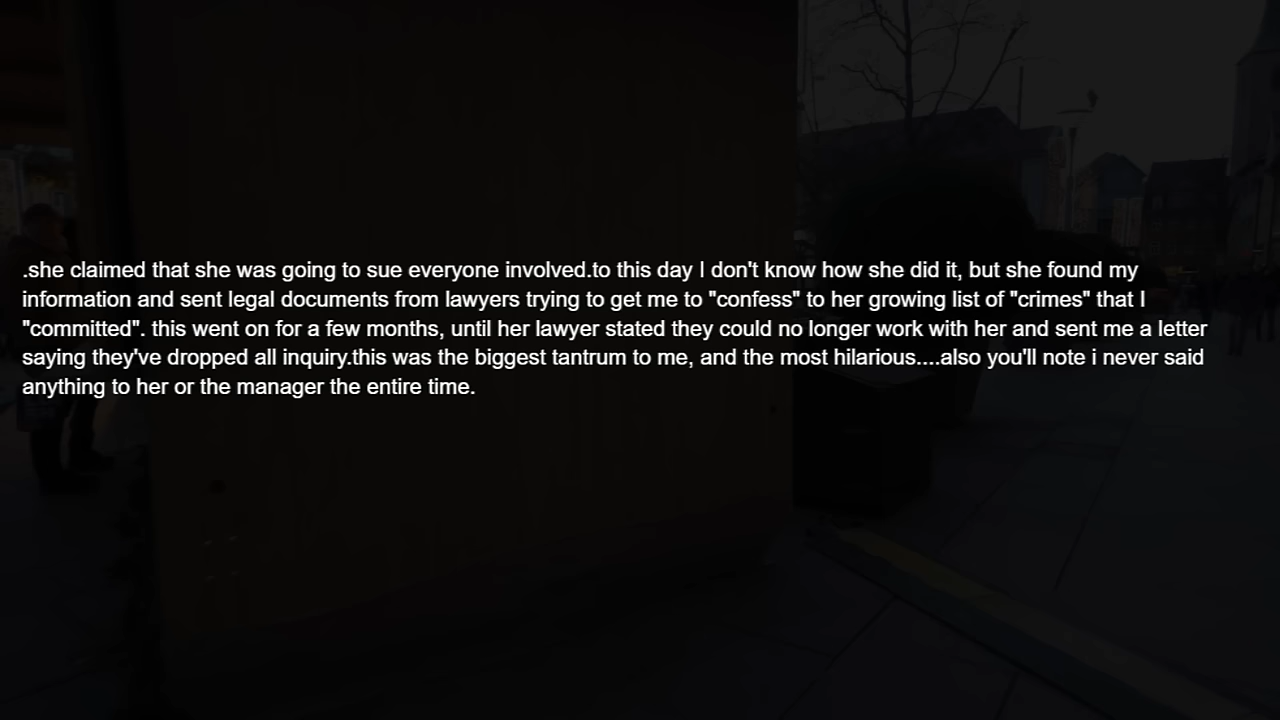 .she claimed that she was going to sue everyone involved.to this day I don't know how she did it, but she found my
information and sent legal documents from lawyers trying to get me to "confess" to her growing list of "crimes" that I
"committed". this went on for a few months, until her lawyer stated they could no longer work with her and sent me a letter
saying they've dropped all inquiry.this was the biggest tantrum to me, and the most hilarious....also you'll note i never said
anything to her or the manager the entire time.